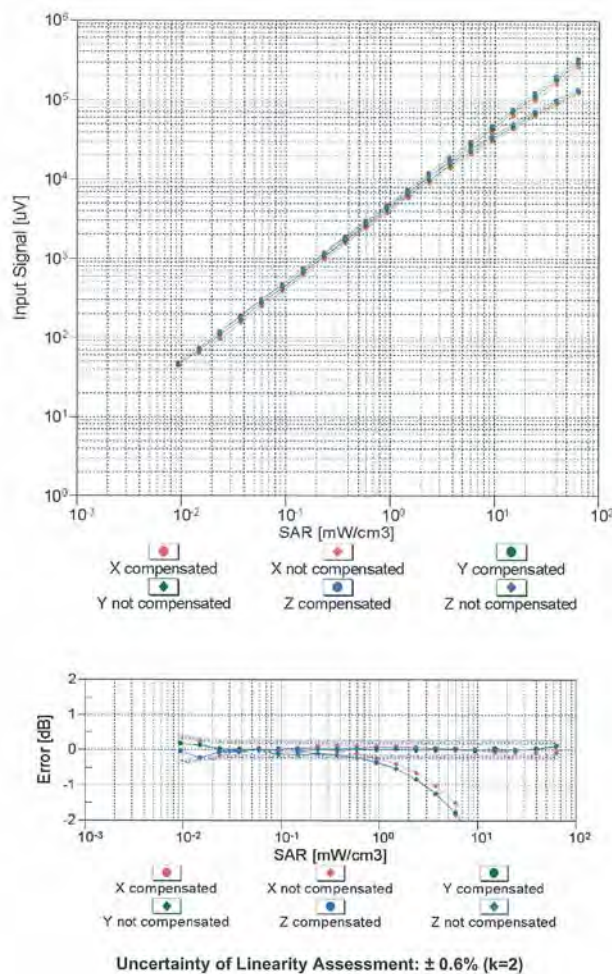 10⁶
10⁵
10⁴
10³
10²
10¹
10⁰
Input Signal [uV]
10⁻³ 10⁻² 10⁻¹ 10⁰ 10¹ 10²
SAR [mW/cm3]
X compensated X not compensated Y compensated
Y not compensated Z compensated Z not compensated
2
1
0
-1
-2
Error [dB]
10⁻³ 10⁻² 10⁻¹ 10⁰ 10¹ 10²
SAR [mW/cm3]
X compensated X not compensated Y compensated
Y not compensated Z compensated Z not compensated
Uncertainty of Linearity Assessment: ± 0.6% (k=2)